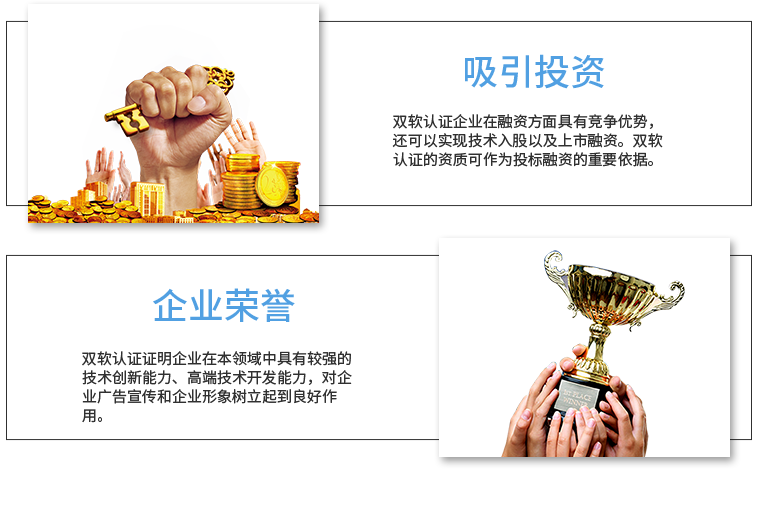 吸引投资
双软认证企业在融资方面具有竞争优势，
还可以实现技术入股以及上市融资。双软
认证的资质可作为投标融资的重要依据。
企业荣誉
双软认证证明企业在本领域中具有较强的
技术创新能力、高端技术开发能力，对企
业广告宣传和企业形象树立起到良好作
用。